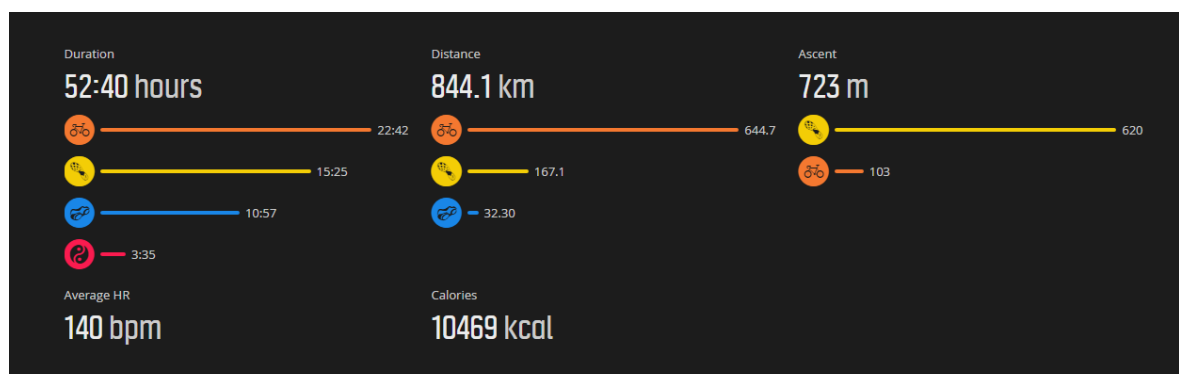 Duration
52:40 hours
22:42
15:25
10:57
3:35
Distance
844.1 km
644.7
167.1
32.30
Ascent
723 m
620
103
Average HR
140 bpm
Calories
10469 kcal